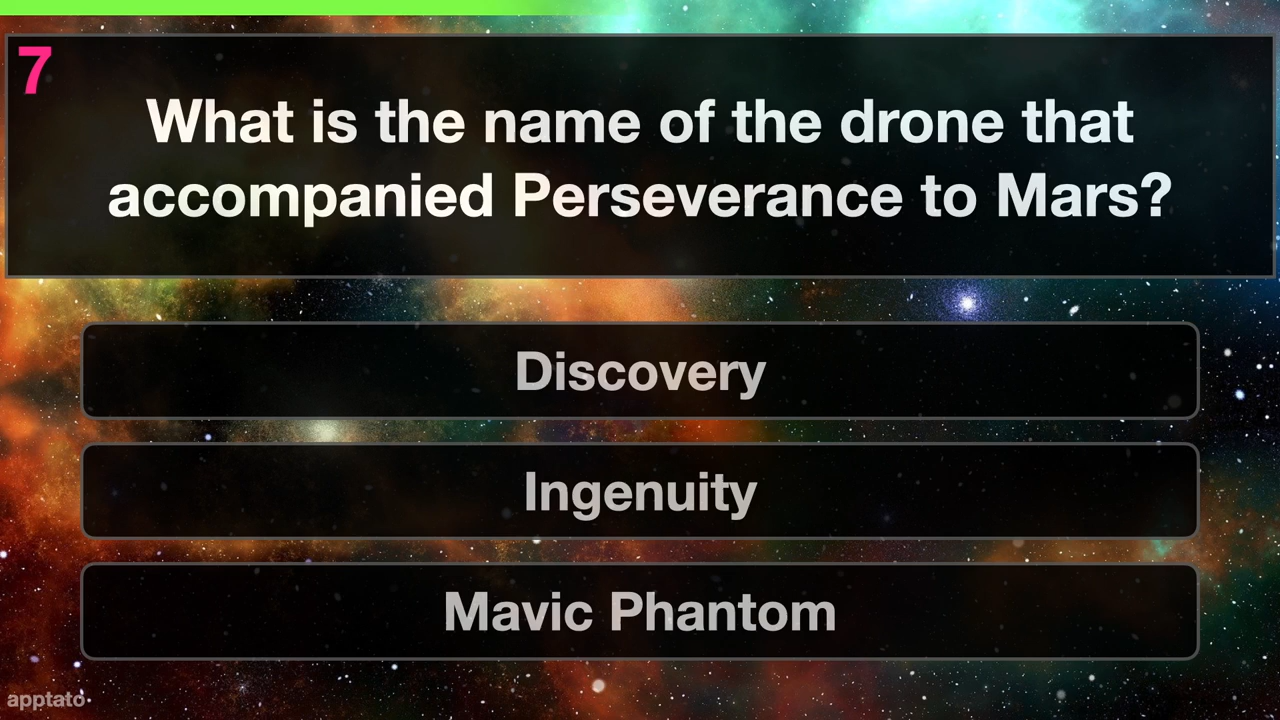 7
What is the name of the drone that
accompanied Perseverance to Mars?
Discovery
Ingenuity
Mavic Phantom
apptato